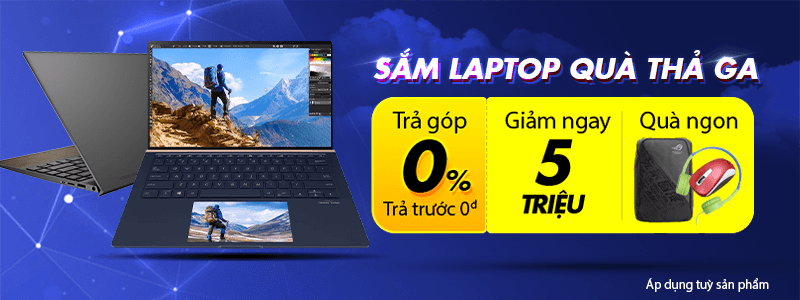 SẮM LAPTOP QUÀ THẢ GA
Trả góp
0%
Trả trước 0đ
Giảm ngay
5
TRIỆU
Quà ngon
Áp dụng tuỳ sản phẩm